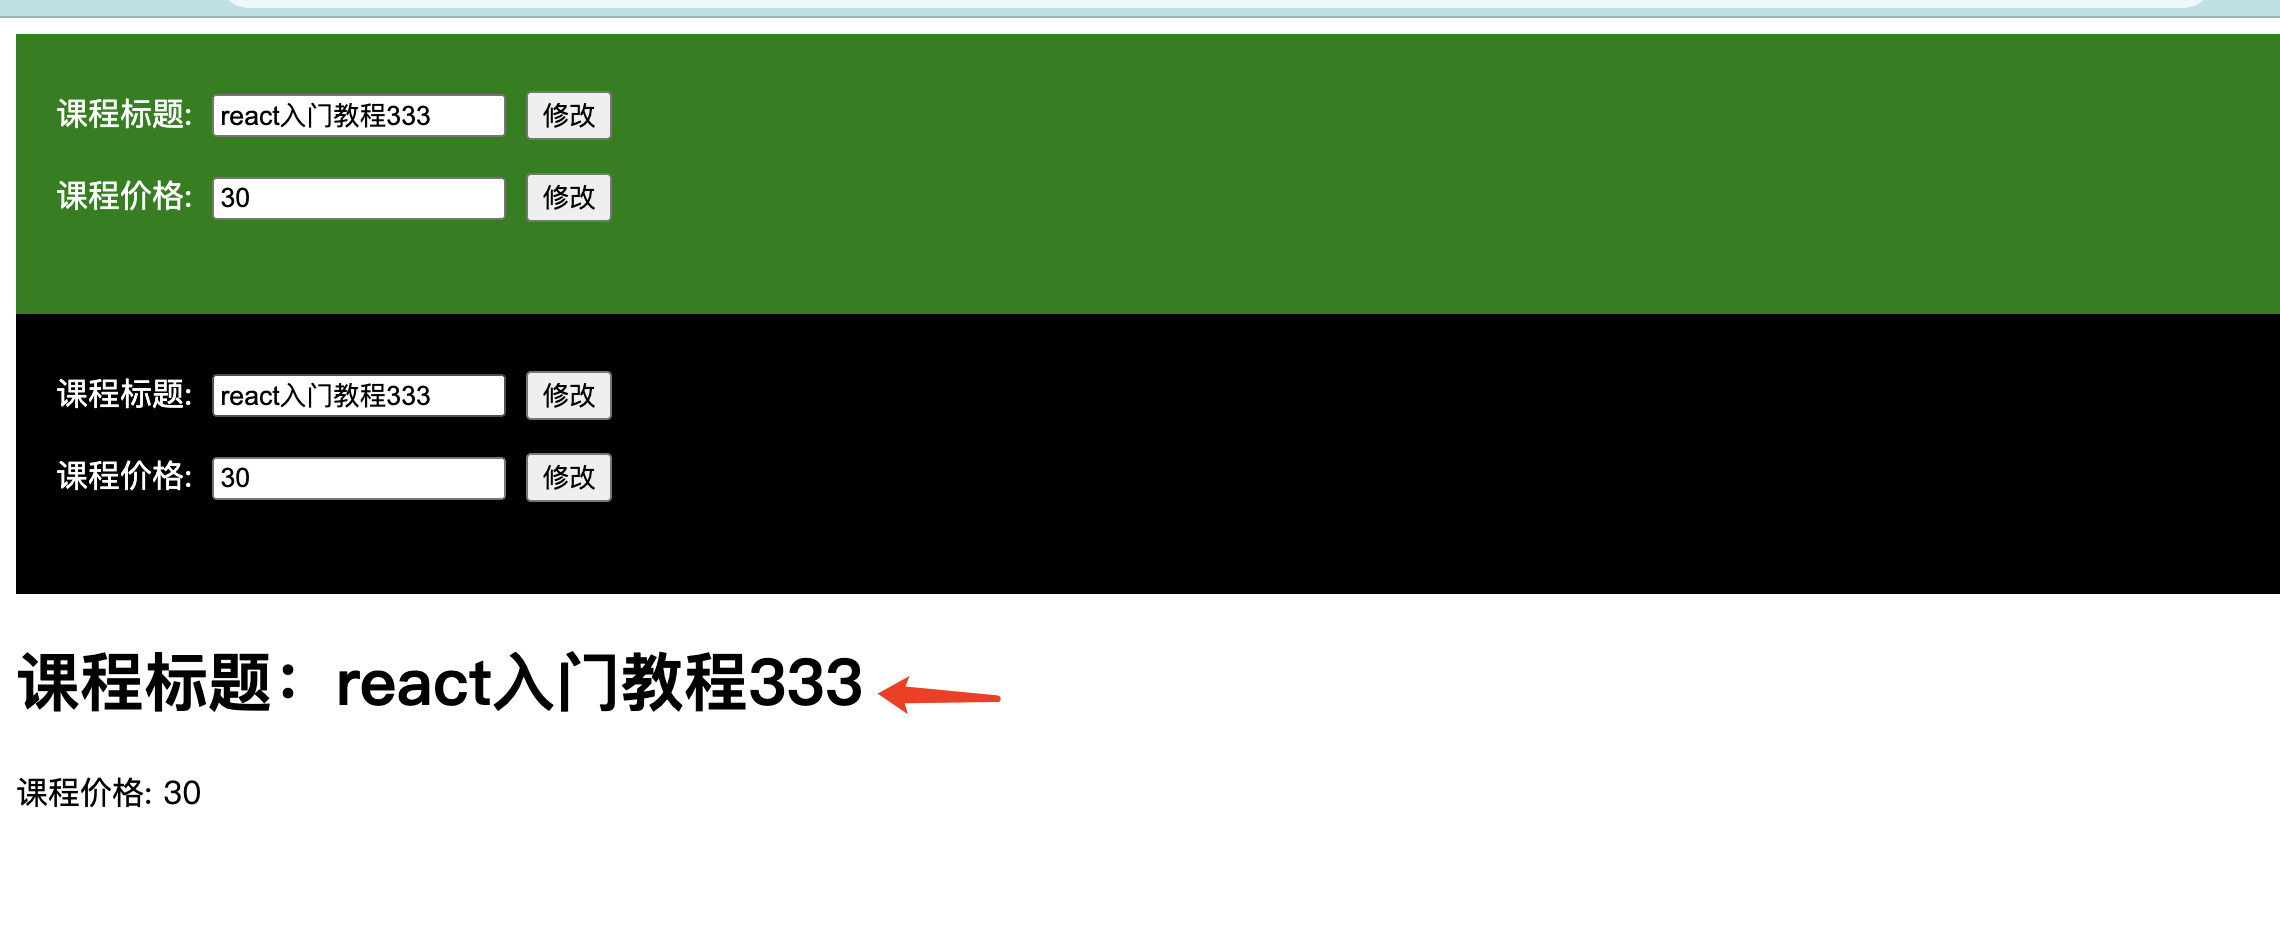 课程标题: react入门教程333 修改
课程价格: 30 修改
课程标题: react入门教程333 修改
课程价格: 30 修改
课程标题：react入门教程333
课程价格: 30